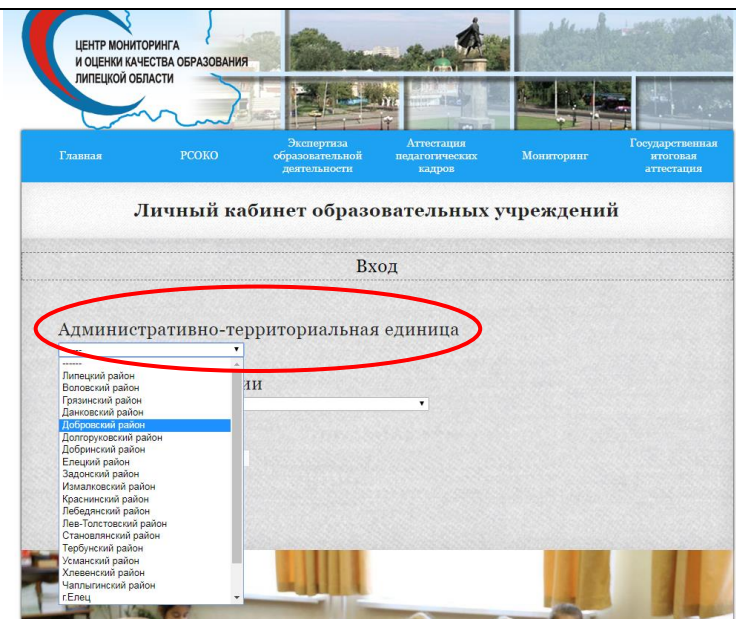 ЦЕНТР МОНИТОРИНГА
И ОЦЕНКИ КАЧЕСТВА ОБРАЗОВАНИЯ
ЛИПЕЦКОЙ ОБЛАСТИ
Главная
РСОКО
Экспертиза
образовательной
деятельности
Аттестация
педагогических
кадров
Мониторинг
Государственная
итоговая
аттестация
Личный кабинет образовательных учреждений
Вход
Административно-территориальная единица
------
------
Липецкий район
Воловский район
Грязинский район
Данковский район
Добровский район
Долгоруковский район
Добринский район
Елецкий район
Задонский район
Измалковский район
Краснинский район
Лебедянский район
Лев-Толстовский район
Становлянский район
Тербунский район
Усманский район
Хлевенский район
Чаплыгинский район
г.Елец